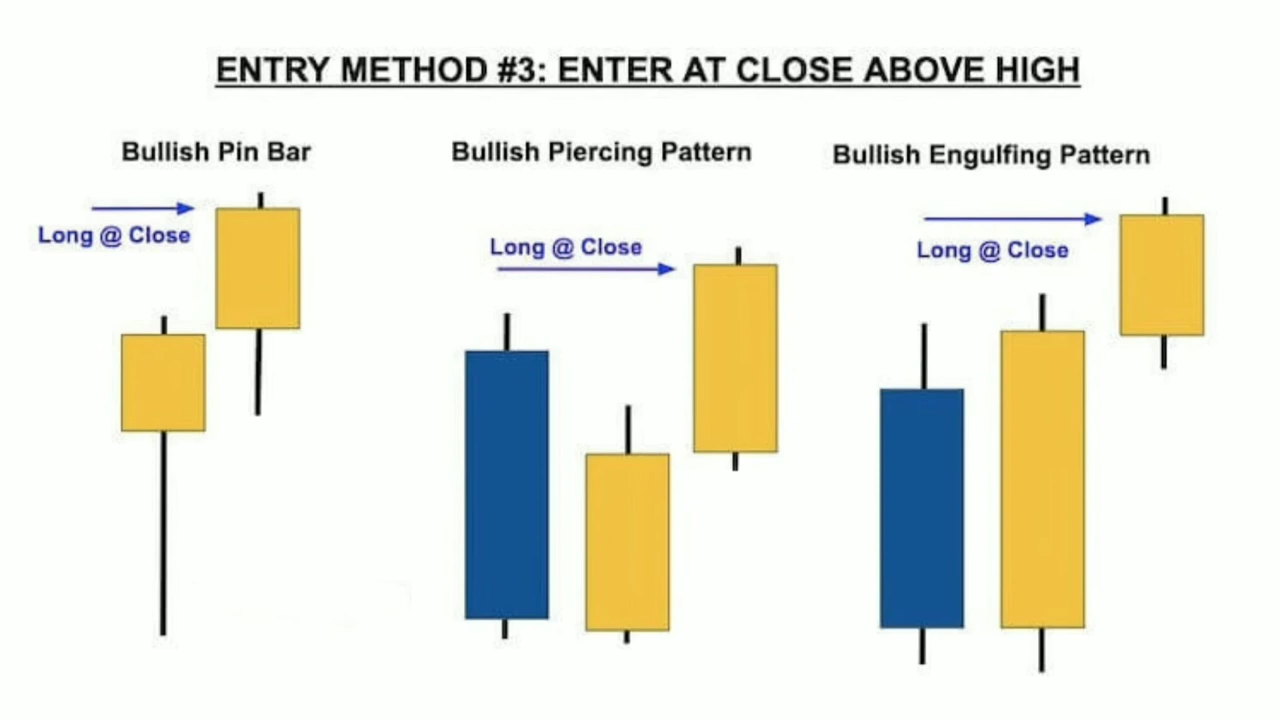 ENTRY METHOD #3: ENTER AT CLOSE ABOVE HIGH
Bullish Pin Bar
Long @ Close
Bullish Piercing Pattern
Long @ Close
Bullish Engulfing Pattern
Long @ Close